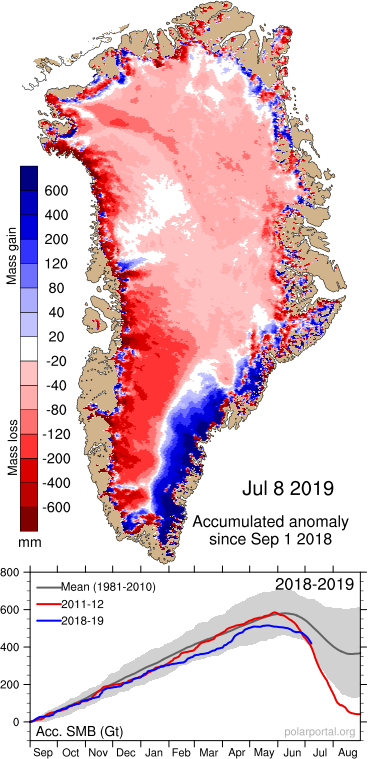 Mass gain
600
400
200
120
80
40
20
-20
-40
-80
-120
-200
-400
-600
Mass loss
mm
Jul 8 2019
Accumulated anomaly
since Sep 1 2018
800
600
400
200
0
Mean (1981-2010)
2011-12
2018-19
2018-2019
Acc. SMB (Gt)
polarportal.org
Sep Oct Nov Dec Jan Feb Mar Apr May Jun Jul Aug